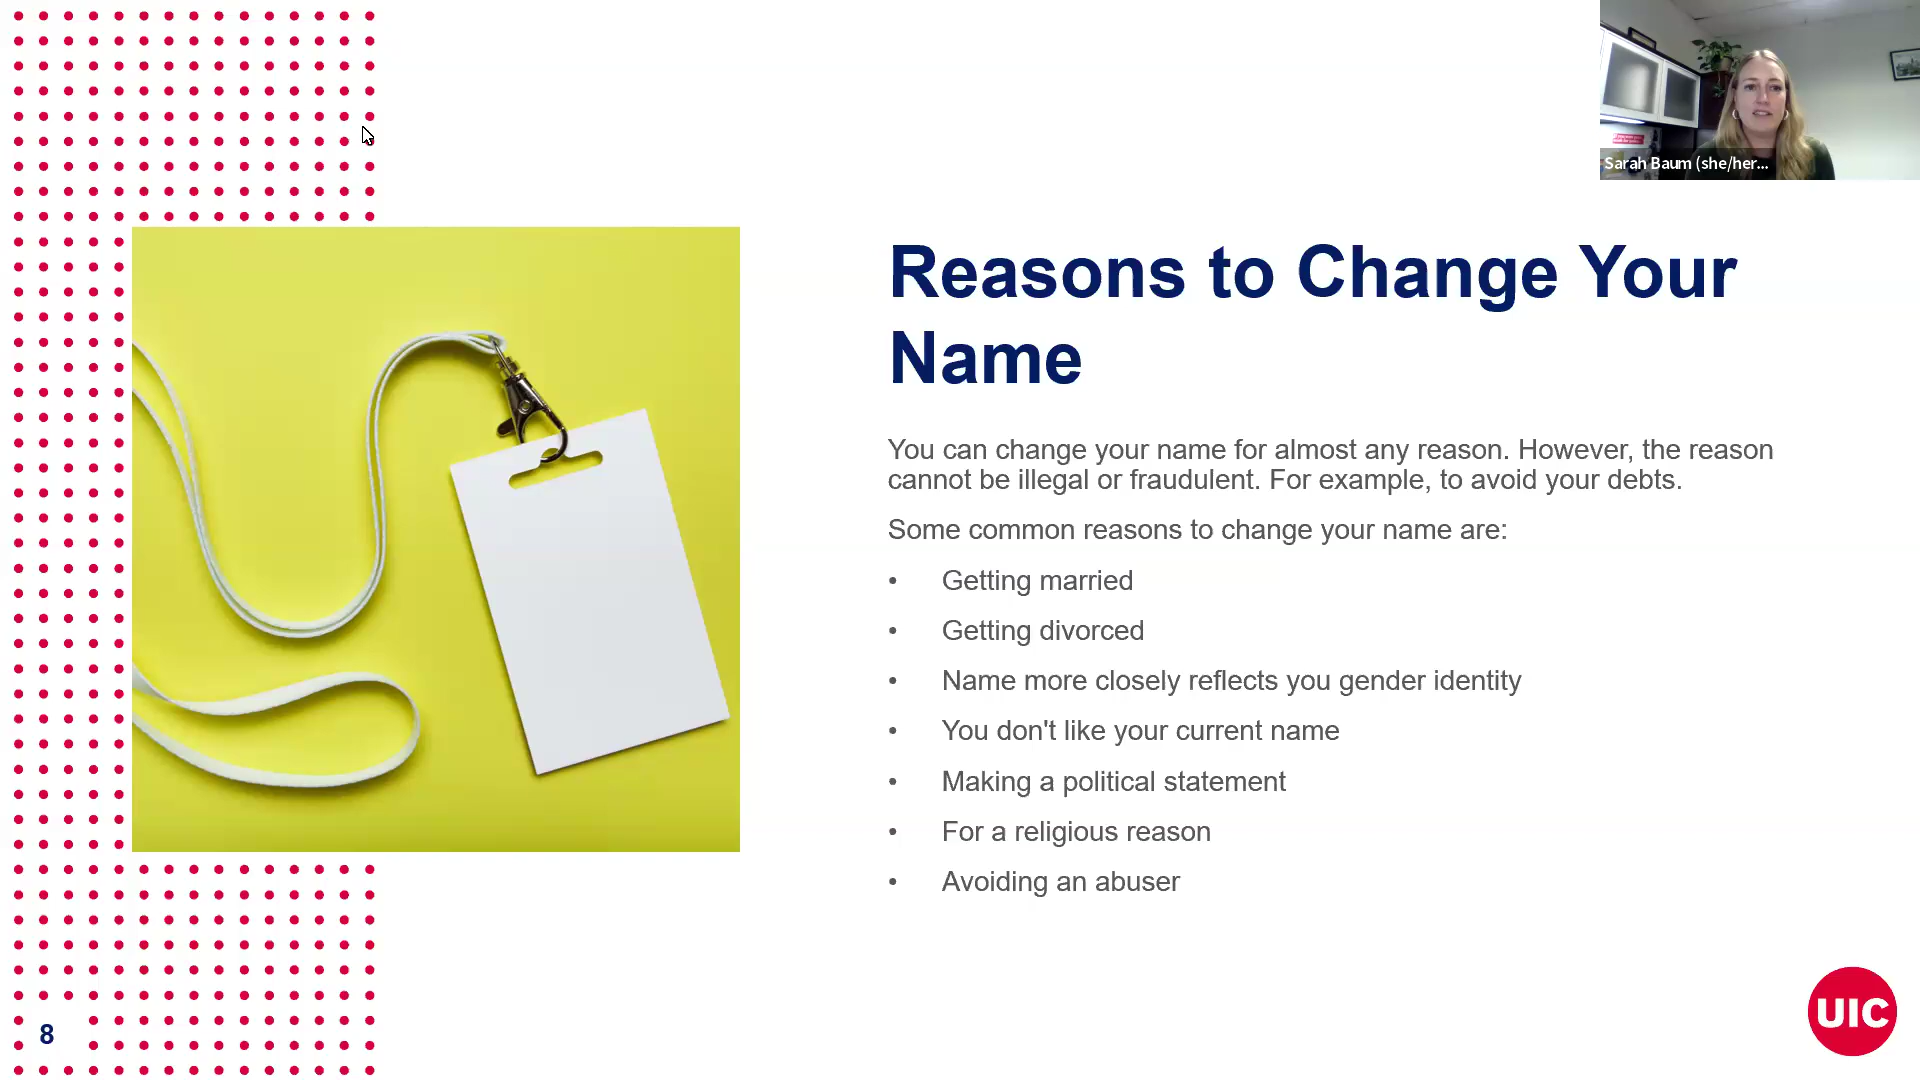 Sarah Baum (she/her...
Reasons to Change Your
Name
You can change your name for almost any reason. However, the reason
cannot be illegal or fraudulent. For example, to avoid your debts.
Some common reasons to change your name are:
• Getting married
• Getting divorced
• Name more closely reflects you gender identity
• You don't like your current name
• Making a political statement
• For a religious reason
• Avoiding an abuser
8
UIC